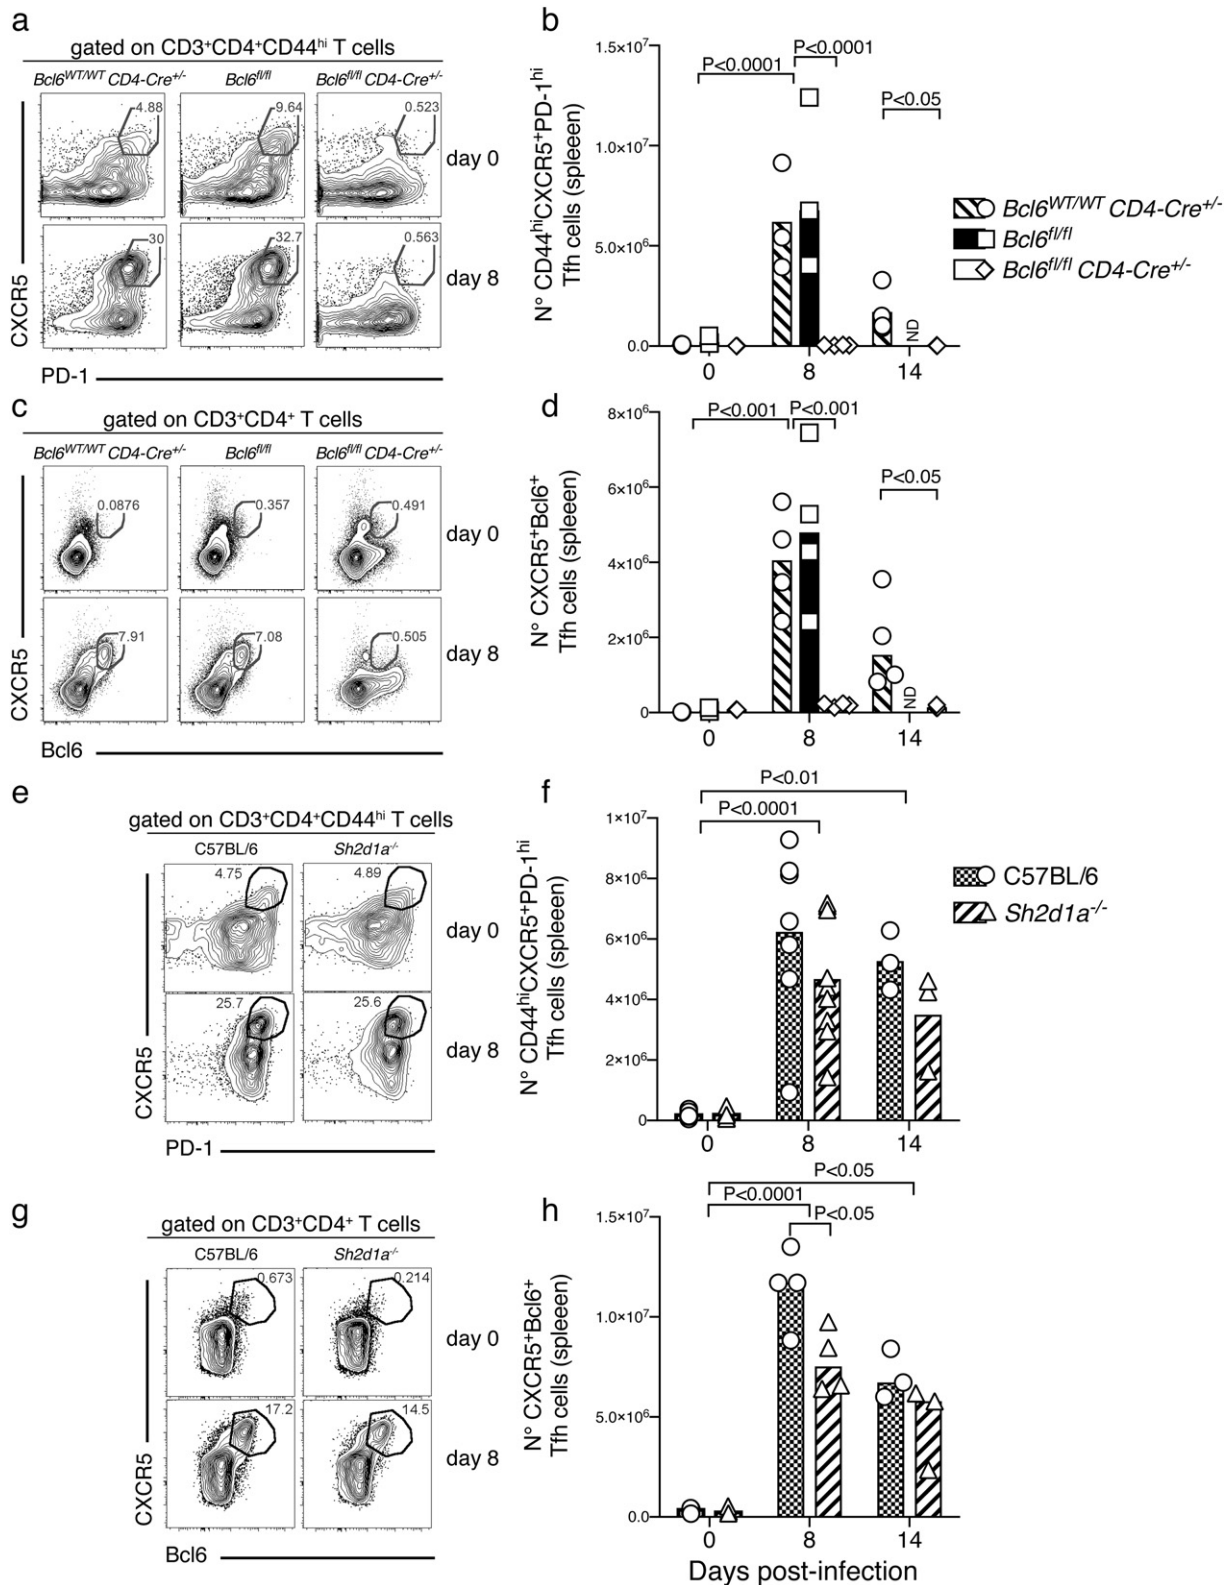 a
gated on CD3⁺CD4⁺CD44ʰⁱ T cells
Bcl6ᵂᵀ/ᵂᵀ CD4-Cre⁺/⁻ Bcl6ᶠˡ/ᶠˡ Bcl6ᶠˡ/ᶠˡ CD4-Cre⁺/⁻
4.88 9.64 0.523
day 0
30 32.7 0.563
day 8
CXCR5
PD-1
b
N° CD44ʰⁱCXCR5⁺PD-1ʰⁱ
Tfh cells (spleeen)
1.5×10⁷
1.0×10⁷
5.0×10⁶
0.0
P<0.0001
P<0.0001
P<0.05
ND
0 8 14
Bcl6ᵂᵀ/ᵂᵀ CD4-Cre⁺/⁻
Bcl6ᶠˡ/ᶠˡ
Bcl6ᶠˡ/ᶠˡ CD4-Cre⁺/⁻
c
gated on CD3⁺CD4⁺ T cells
Bcl6ᵂᵀ/ᵂᵀ CD4-Cre⁺/⁻ Bcl6ᶠˡ/ᶠˡ Bcl6ᶠˡ/ᶠˡ CD4-Cre⁺/⁻
0.0876 0.357 0.491
day 0
7.91 7.08 0.505
day 8
CXCR5
Bcl6
d
N° CXCR5⁺Bcl6⁺
Tfh cells (spleeen)
8×10⁶
6×10⁶
4×10⁶
2×10⁶
0
P<0.001 P<0.001
P<0.05
ND
0 8 14
e
gated on CD3⁺CD4⁺CD44ʰⁱ T cells
C57BL/6 Sh2d1a⁻/⁻
4.75 4.89
day 0
25.7 25.6
day 8
CXCR5
PD-1
f
N° CD44ʰⁱCXCR5⁺PD-1ʰⁱ
Tfh cells (spleeen)
1×10⁷
8×10⁶
6×10⁶
4×10⁶
2×10⁶
0
P<0.01
P<0.0001
0 8 14
C57BL/6
Sh2d1a⁻/⁻
g
gated on CD3⁺CD4⁺ T cells
C57BL/6 Sh2d1a⁻/⁻
0.673 0.214
day 0
17.2 14.5
day 8
CXCR5
Bcl6
h
N° CXCR5⁺Bcl6⁺
Tfh cells (spleeen)
1.5×10⁷
1.0×10⁷
5.0×10⁶
0.0
P<0.05
P<0.0001
P<0.05
0 8 14
Days post-infection